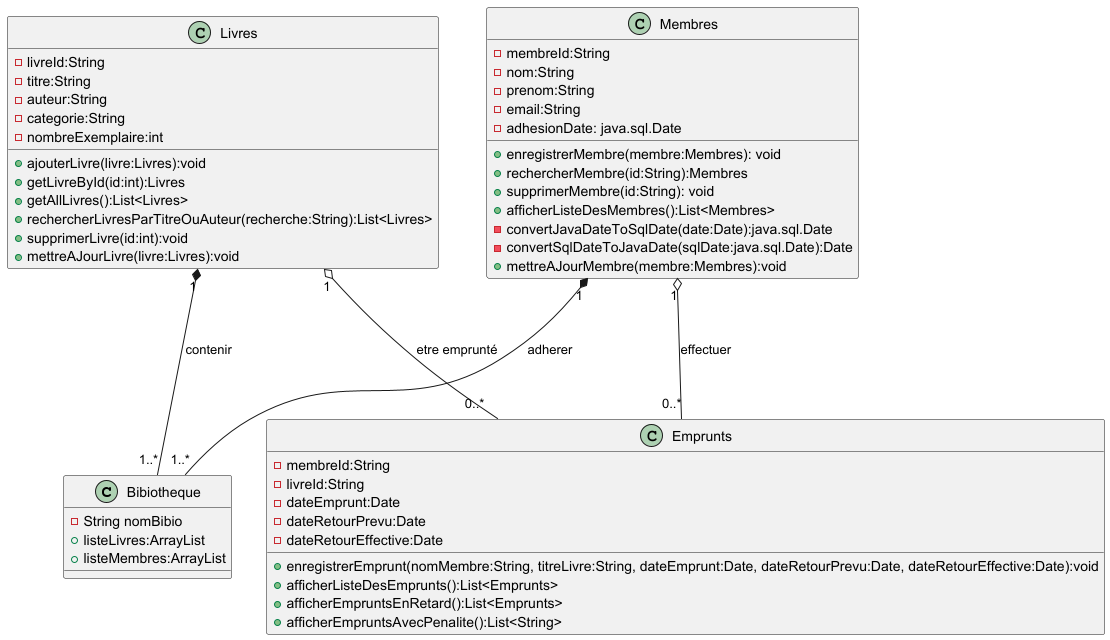 C Livres
livreId:String
titre:String
auteur:String
categorie:String
nombreExemplaire:int
ajouterLivre(livre:Livres):void
getLivreById(id:int):Livres
getAllLivres():List<Livres>
rechercherLivresParTitreOuAuteur(recherche:String):List<Livres>
supprimerLivre(id:int):void
mettreAJourLivre(livre:Livres):void
C Membres
membreId:String
nom:String
prenom:String
email:String
adhesionDate: java.sql.Date
enregistrerMembre(membre:Membres): void
rechercherMembre(id:String):Membres
supprimerMembre(id:String): void
afficherListeDesMembres():List<Membres>
convertJavaDateToSqlDate(date:Date):java.sql.Date
convertSqlDateToJavaDate(sqlDate:java.sql.Date):Date
mettreAJourMembre(membre:Membres):void
1
1
1
1
contenir
etre emprunté
adherer
effectuer
1..*
1..*
0..*
0..*
C Bibiotheque
String nomBibio
listeLivres:ArrayList
listeMembres:ArrayList
C Emprunts
membreId:String
livreId:String
dateEmprunt:Date
dateRetourPrevu:Date
dateRetourEffective:Date
enregistrerEmprunt(nomMembre:String, titreLivre:String, dateEmprunt:Date, dateRetourPrevu:Date, dateRetourEffective:Date):void
afficherListeDesEmprunts():List<Emprunts>
afficherEmpruntsEnRetard():List<Emprunts>
afficherEmpruntsAvecPenalite():List<String>